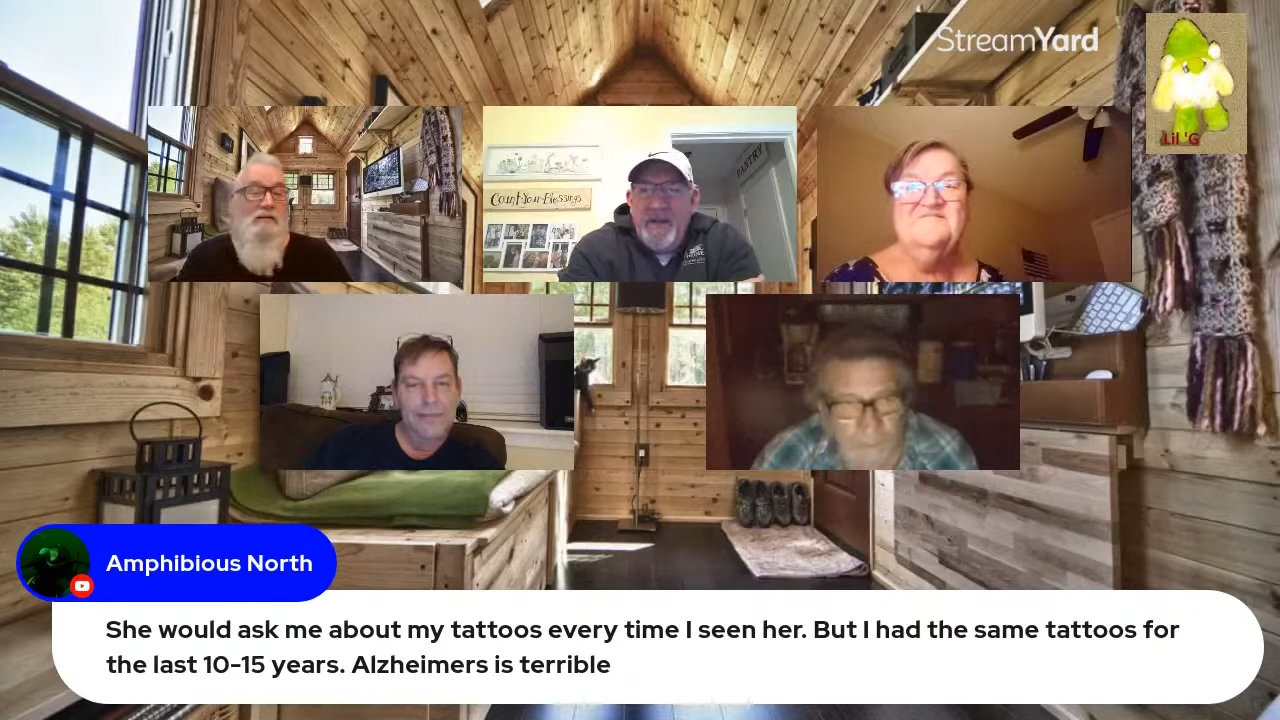 StreamYard
LiL 'G
Count Your Blessings
PANTRY
Amphibious North
She would ask me about my tattoos every time I seen her. But I had the same tattoos for
the last 10-15 years. Alzheimers is terrible